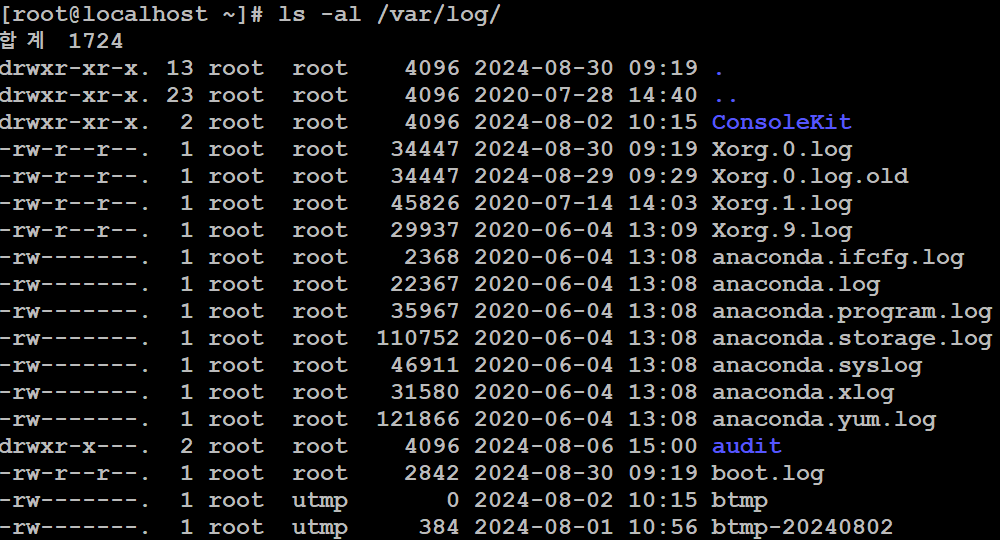 [root@localhost ~]# ls -al /var/log/
합계 1724
drwxr-xr-x. 13 root root 4096 2024-08-30 09:19 .
drwxr-xr-x. 23 root root 4096 2020-07-28 14:40 ..
drwxr-xr-x. 2 root root 4096 2024-08-02 10:15 ConsoleKit
-rw-r--r--. 1 root root 34447 2024-08-30 09:19 Xorg.0.log
-rw-r--r--. 1 root root 34447 2024-08-29 09:29 Xorg.0.log.old
-rw-r--r--. 1 root root 45826 2020-07-14 14:03 Xorg.1.log
-rw-r--r--. 1 root root 29937 2020-06-04 13:09 Xorg.9.log
-rw-------. 1 root root 2368 2020-06-04 13:08 anaconda.ifcfg.log
-rw-------. 1 root root 22367 2020-06-04 13:08 anaconda.log
-rw-------. 1 root root 35967 2020-06-04 13:08 anaconda.program.log
-rw-------. 1 root root 110752 2020-06-04 13:08 anaconda.storage.log
-rw-------. 1 root root 46911 2020-06-04 13:08 anaconda.syslog
-rw-------. 1 root root 31580 2020-06-04 13:08 anaconda.xlog
-rw-------. 1 root root 121866 2020-06-04 13:08 anaconda.yum.log
drwxr-x---. 2 root root 4096 2024-08-06 15:00 audit
-rw-r--r--. 1 root root 2842 2024-08-30 09:19 boot.log
-rw-------. 1 root utmp 0 2024-08-02 10:15 btmp
-rw-------. 1 root utmp 384 2024-08-01 10:56 btmp-20240802